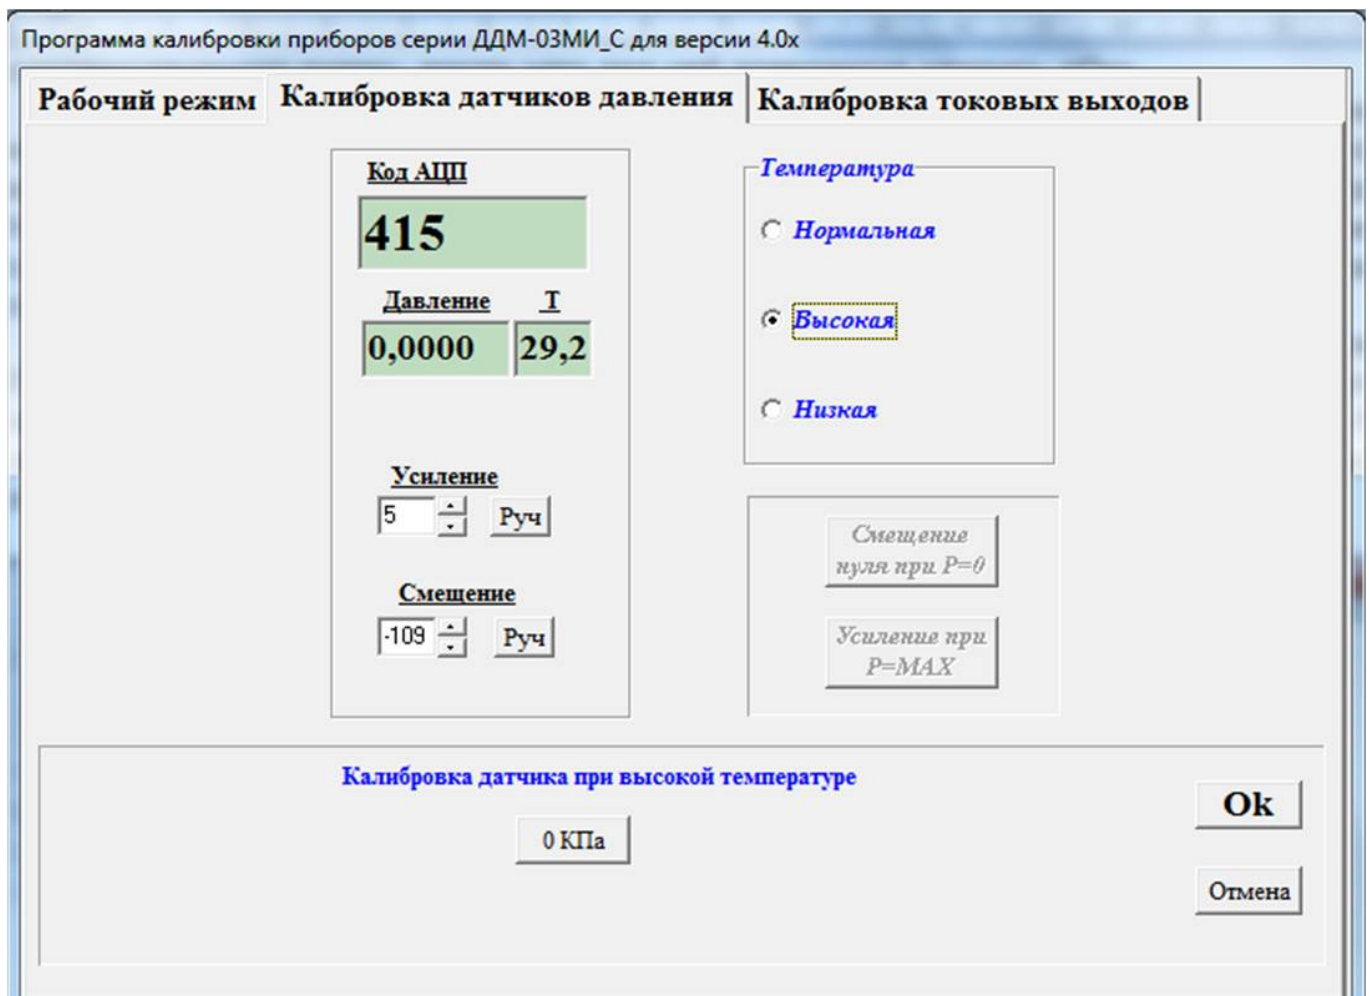 Программа калибровки приборов серии ДДМ-03МИ_С для версии 4.0х
Рабочий режим
Калибровка датчиков давления
Калибровка токовых выходов
Код АЦП
415
Давление
T
0,0000
29,2
Усиление
5
Руч
Смещение
-109
Руч
Температура
Нормальная
Высокая
Низкая
Смещение
нуля при P=0
Усиление при
P=MAX
Калибровка датчика при высокой температуре
0 КПа
Ok
Отмена